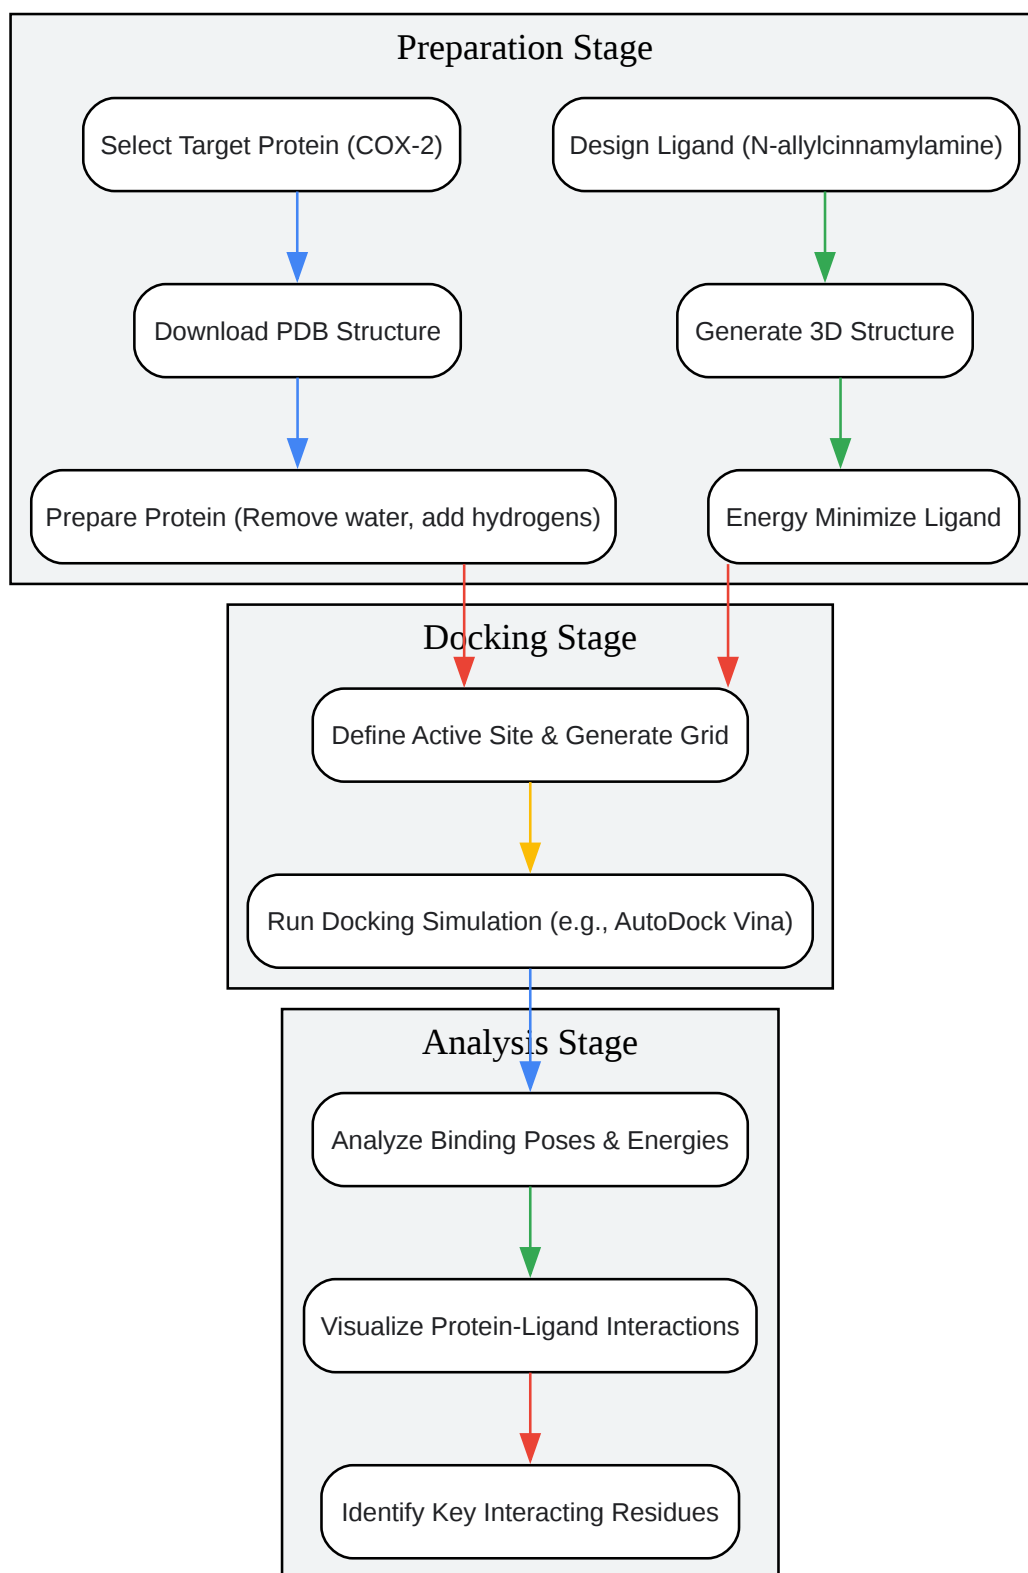 Preparation Stage
Select Target Protein (COX-2)
Design Ligand (N-allylcinnamylamine)
Download PDB Structure
Generate 3D Structure
Prepare Protein (Remove water, add hydrogens)
Energy Minimize Ligand
Docking Stage
Define Active Site & Generate Grid
Run Docking Simulation (e.g., AutoDock Vina)
Analysis Stage
Analyze Binding Poses & Energies
Visualize Protein-Ligand Interactions
Identify Key Interacting Residues